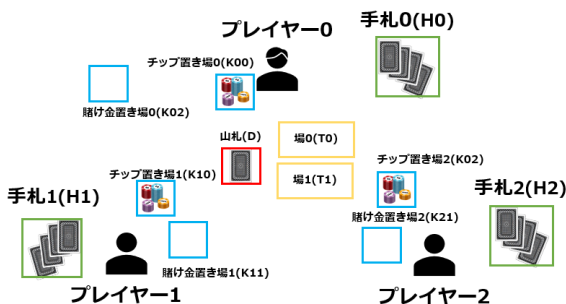 プレイヤー0
手札0(H0)
チップ置き場0(K00)
賭け金置き場0(K02)
山札(D)
場0(T0)
場1(T1)
チップ置き場1(K10)
チップ置き場2(K02)
手札1(H1)
手札2(H2)
賭け金置き場2(K21)
賭け金置き場1(K11)
プレイヤー1
プレイヤー2